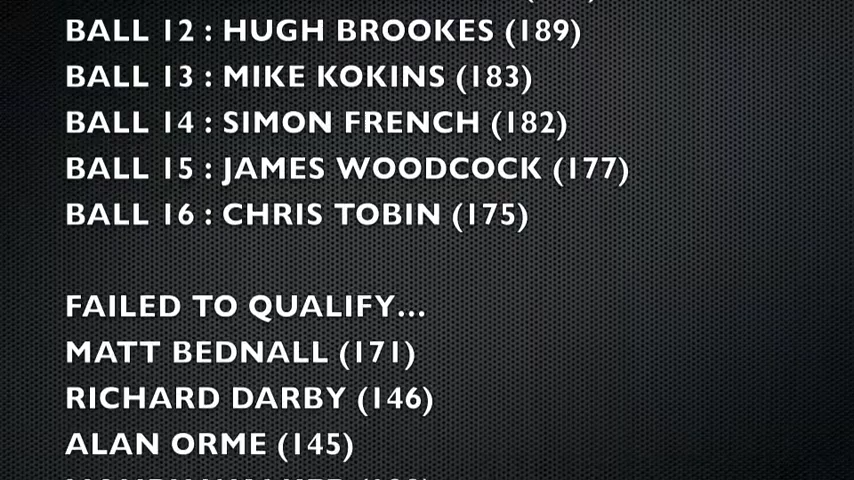 BALL 12 : HUGH BROOKES (189)
BALL 13 : MIKE KOKINS (183)
BALL 14 : SIMON FRENCH (182)
BALL 15 : JAMES WOODCOCK (177)
BALL 16 : CHRIS TOBIN (175)
FAILED TO QUALIFY...
MATT BEDNALL (171)
RICHARD DARBY (146)
ALAN ORME (145)